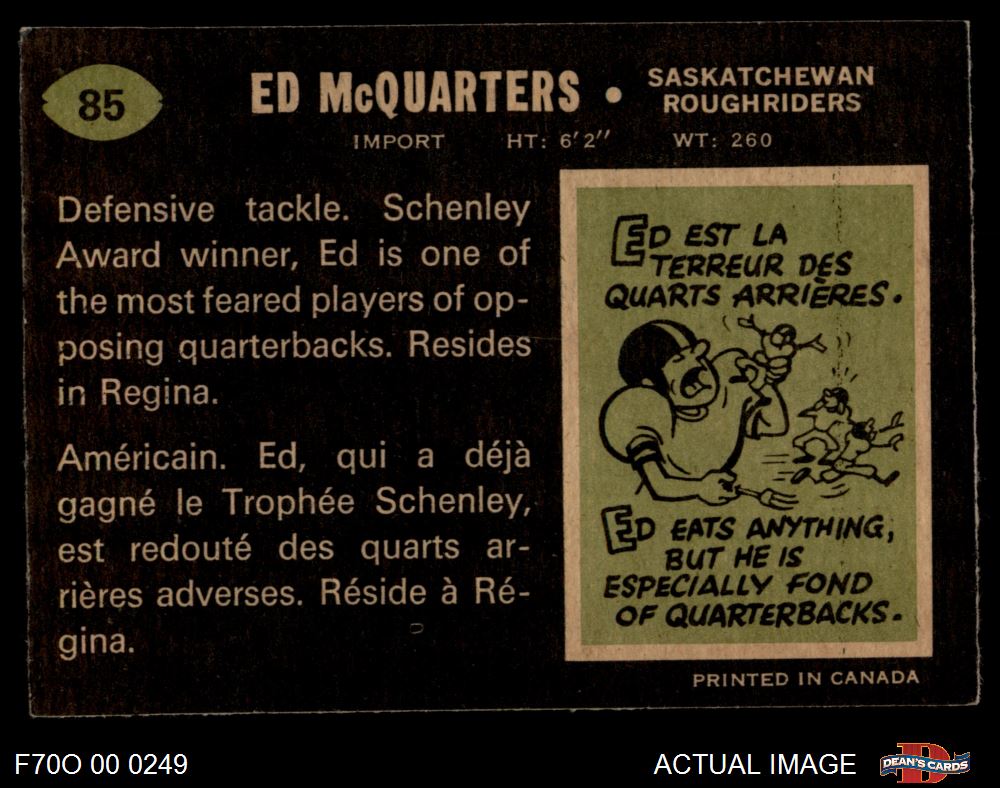 85
ED McQUARTERS • SASKATCHEWAN
ROUGHRIDERS
IMPORT HT: 6'2" WT: 260
Defensive tackle. Schenley
Award winner, Ed is one of
the most feared players of op-
posing quarterbacks. Resides
in Regina.
Américain. Ed, qui a déjà
gagné le Trophée Schenley,
est redouté des quarts ar-
rières adverses. Réside à Ré-
gina.
ED EST LA
TERREUR DES
QUARTS ARRIÈRES.
ED EATS ANYTHING,
BUT HE IS
ESPECIALLY FOND
OF QUARTERBACKS.
PRINTED IN CANADA
F70O 00 0249
ACTUAL IMAGE
DEAN'S CARDS